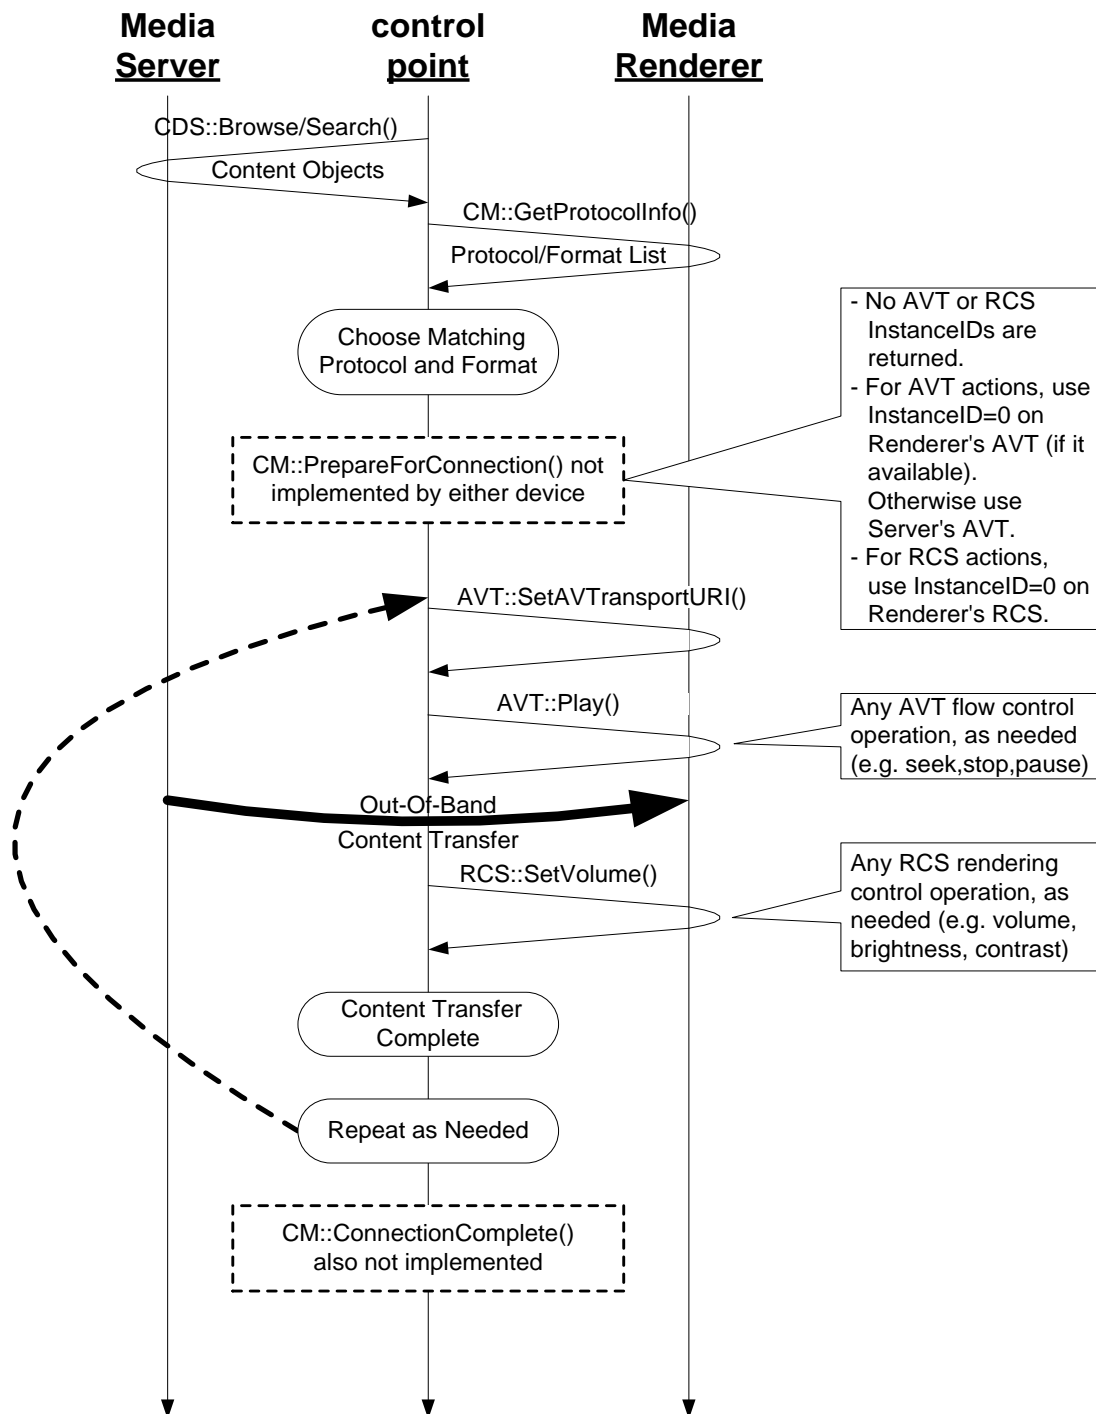 Media
Server
control
point
Media
Renderer
CDS::Browse/Search()
Content Objects
CM::GetProtocolInfo()
Protocol/Format List
Choose Matching
Protocol and Format
- No AVT or RCS
InstanceIDs are
returned.
- For AVT actions, use
InstanceID=0 on
Renderer's AVT (if it
available).
Otherwise use
Server's AVT.
- For RCS actions,
use InstanceID=0 on
Renderer's RCS.
CM::PrepareForConnection() not
implemented by either device
AVT::SetAVTransportURI()
AVT::Play()
Any AVT flow control
operation, as needed
(e.g. seek,stop,pause)
Out-Of-Band
Content Transfer
RCS::SetVolume()
Any RCS rendering
control operation, as
needed (e.g. volume,
brightness, contrast)
Content Transfer
Complete
Repeat as Needed
CM::ConnectionComplete()
also not implemented